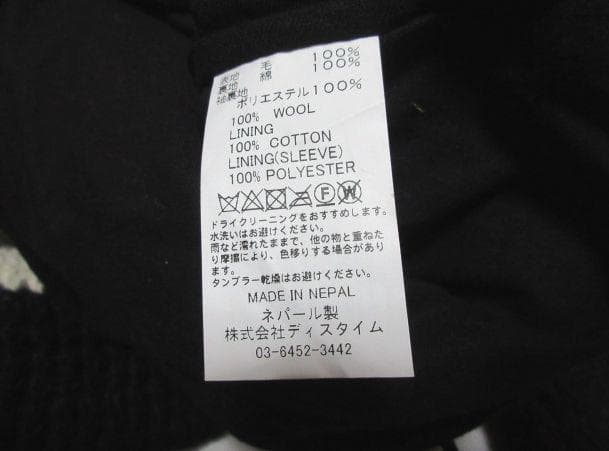 表地 毛 100%
裏地 綿 100%
袖裏地
ポリエステル100%
100% WOOL
LINING
100% COTTON
LINING(SLEEVE)
100% POLYESTER
F W
ドライクリーニングをおすすめします。
水洗いはお避けください。
雨など濡れたままで、他の物と重ねた
り摩擦により、色移りする場合があり
ます。
タンブラー乾燥はお避けください。
MADE IN NEPAL
ネパール製
株式会社ディスタイム
03-6452-3442